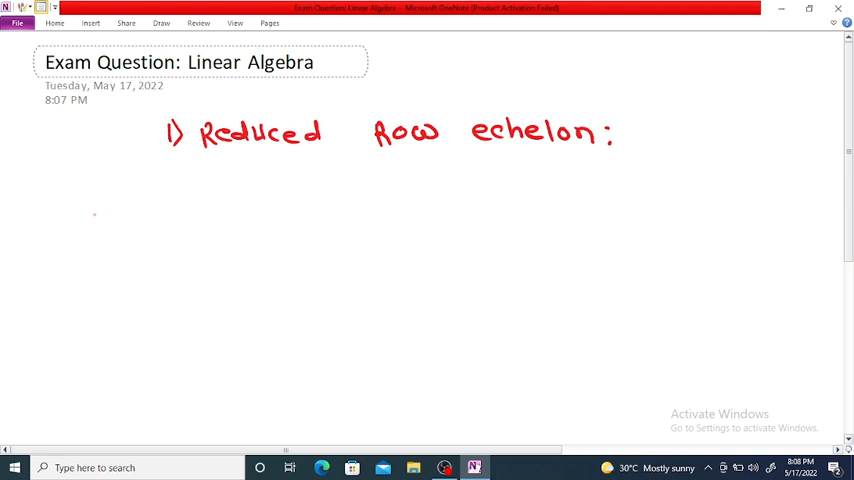 Exam Question: Linear Algebra – Microsoft OneNote (Product Activation Failed)
File Home Insert Share Draw Review View Pages
Exam Question: Linear Algebra
Tuesday, May 17, 2022
8:07 PM
1) Reduced Row echelon:
Activate Windows
Go to Settings to activate Windows.
Type here to search
30°C Mostly sunny
8:08 PM
5/17/2022
2